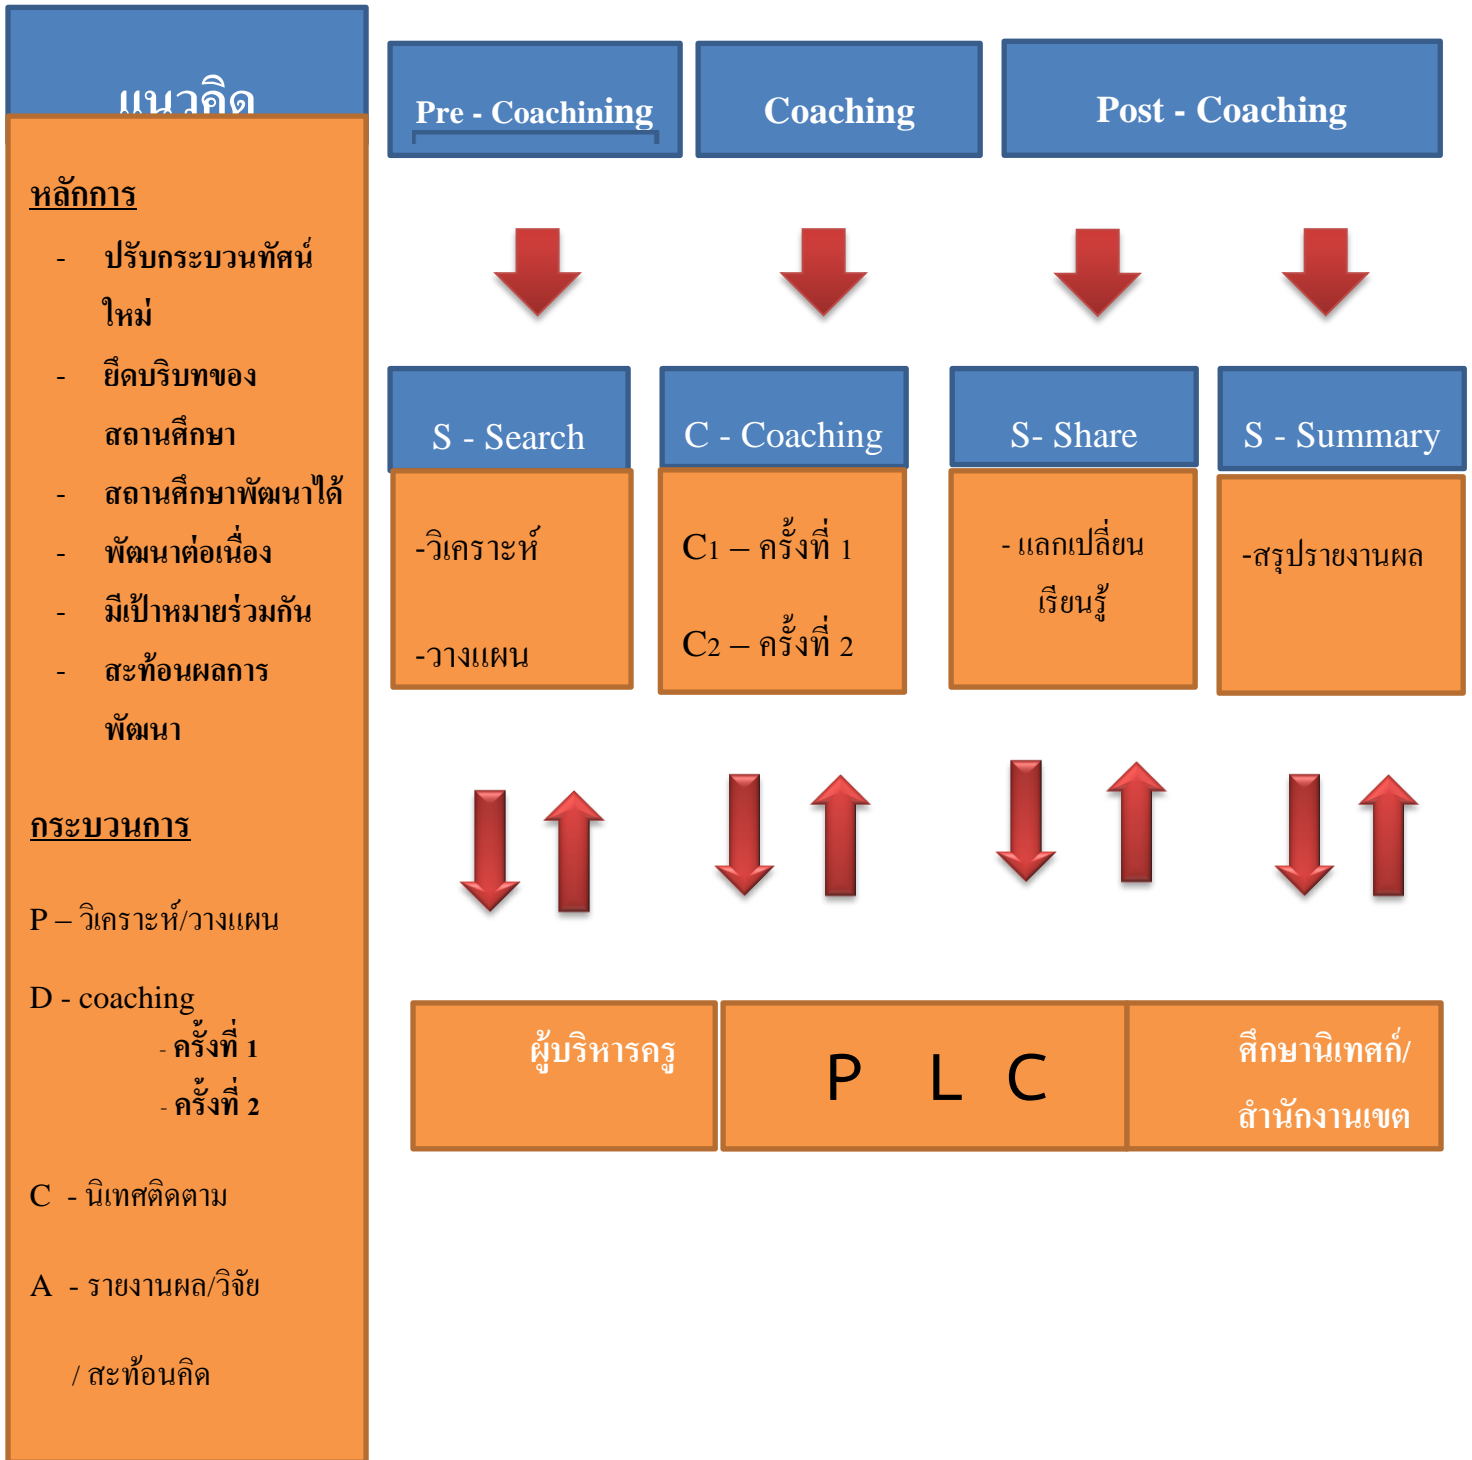 แนวคิด
หลักการ
- ปรับกระบวนทัศน์
ใหม่
- ยึดบริบทของ
สถานศึกษา
- สถานศึกษาพัฒนาได้
- พัฒนาต่อเนื่อง
- มีเป้าหมายร่วมกัน
- สะท้อนผลการ
พัฒนา
กระบวนการ
P – วิเคราะห์/วางแผน
D - coaching
- ครั้งที่ 1
- ครั้งที่ 2
C - นิเทศติดตาม
A - รายงานผล/วิจัย
/ สะท้อนคิด
Pre - Coachining
Coaching
Post - Coaching
S - Search
C - Coaching
S- Share
S - Summary
-วิเคราะห์
-วางแผน
C1 – ครั้งที่ 1
C2 – ครั้งที่ 2
- แลกเปลี่ยน
เรียนรู้
-สรุปรายงานผล
ผู้บริหารครู
P L C
ศึกษานิเทศก์/
สำนักงานเขต